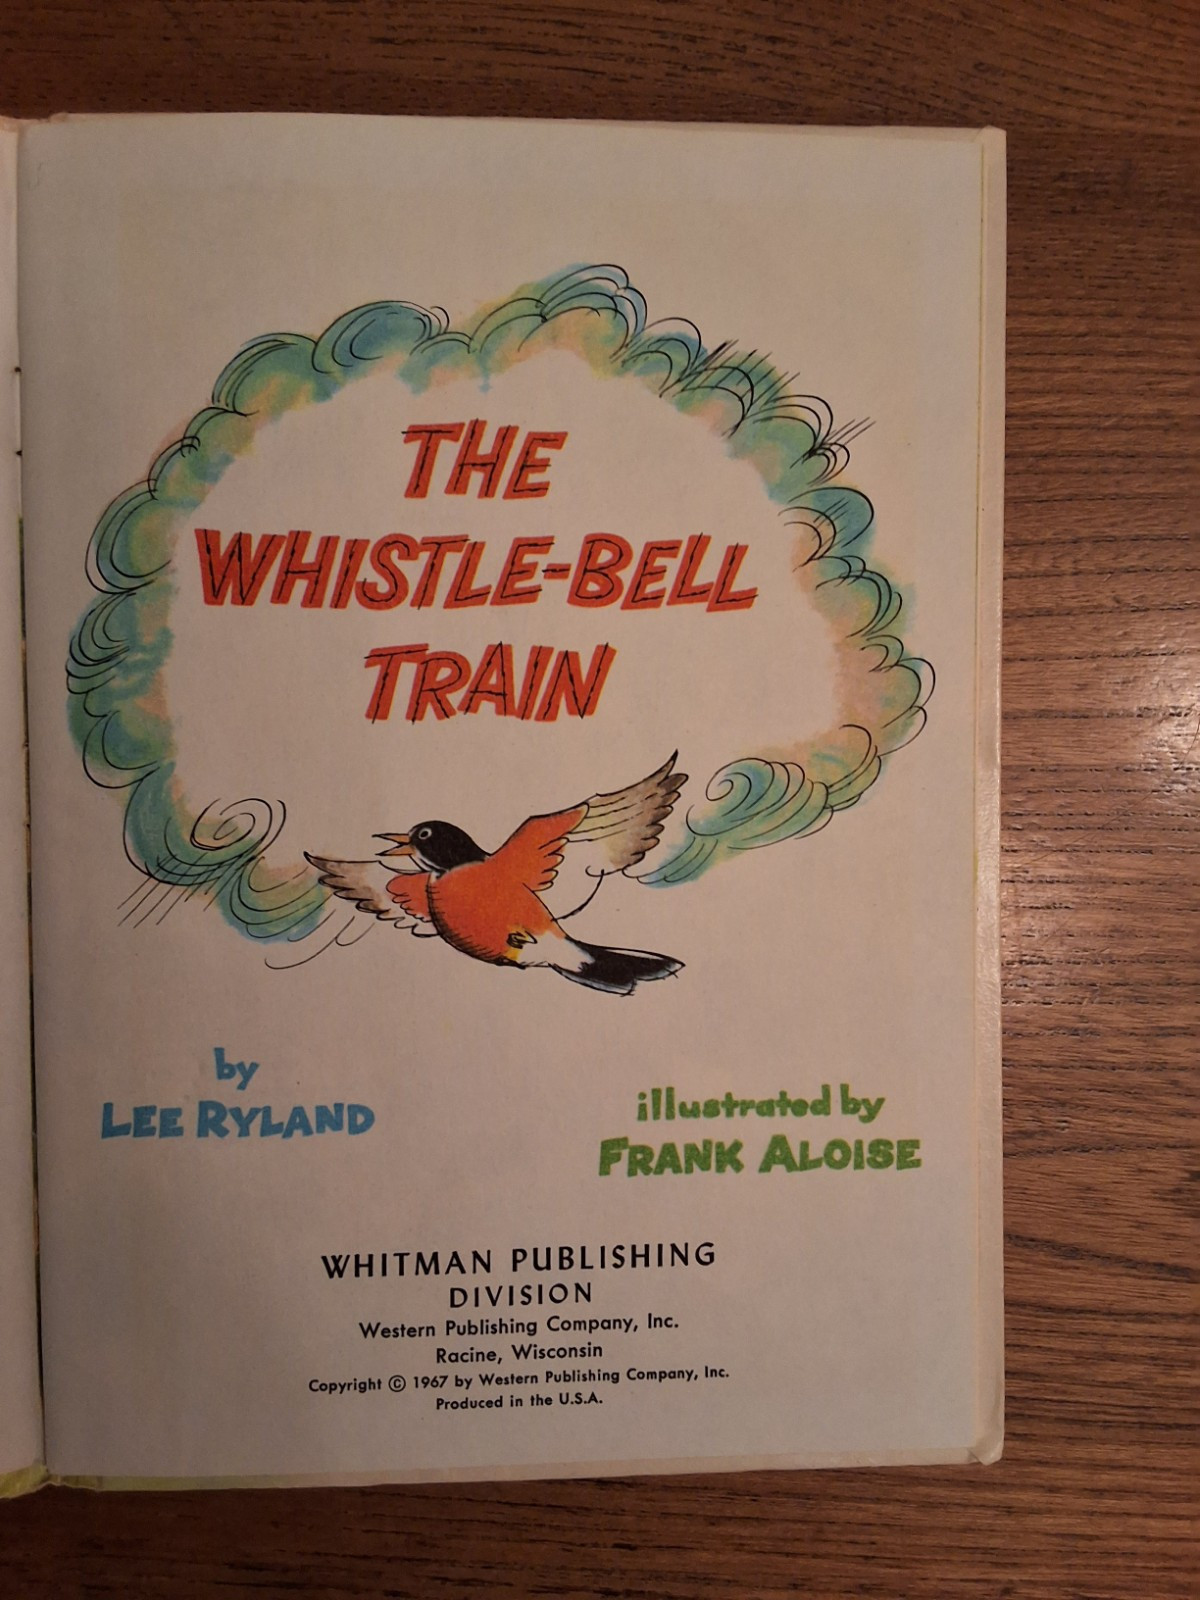 THE
WHISTLE-BELL
TRAIN
by
LEE RYLAND
illustrated by
FRANK ALOISE
WHITMAN PUBLISHING
DIVISION
Western Publishing Company, Inc.
Racine, Wisconsin
Copyright © 1967 by Western Publishing Company, Inc.
Produced in the U.S.A.